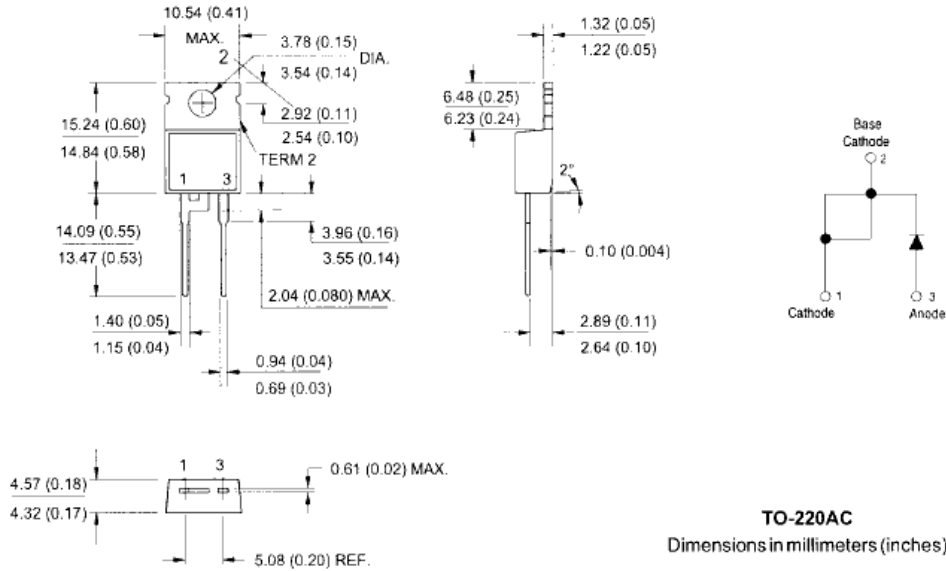 10.54 (0.41)
MAX.
3.78 (0.15)
3.54 (0.14)
DIA.
2
2.92 (0.11)
2.54 (0.10)
TERM 2
15.24 (0.60)
14.84 (0.58)
1 3
14.09 (0.55)
13.47 (0.53)
3.96 (0.16)
3.55 (0.14)
2.04 (0.080) MAX.
1.40 (0.05)
1.15 (0.04)
0.94 (0.04)
0.69 (0.03)
1.32 (0.05)
1.22 (0.05)
6.48 (0.25)
6.23 (0.24)
2°
0.10 (0.004)
2.89 (0.11)
2.64 (0.10)
Base
Cathode
2
1
Cathode
3
Anode
4.57 (0.18)
4.32 (0.17)
1 3
0.61 (0.02) MAX.
5.08 (0.20) REF.
TO-220AC
Dimensions in millimeters (inches)